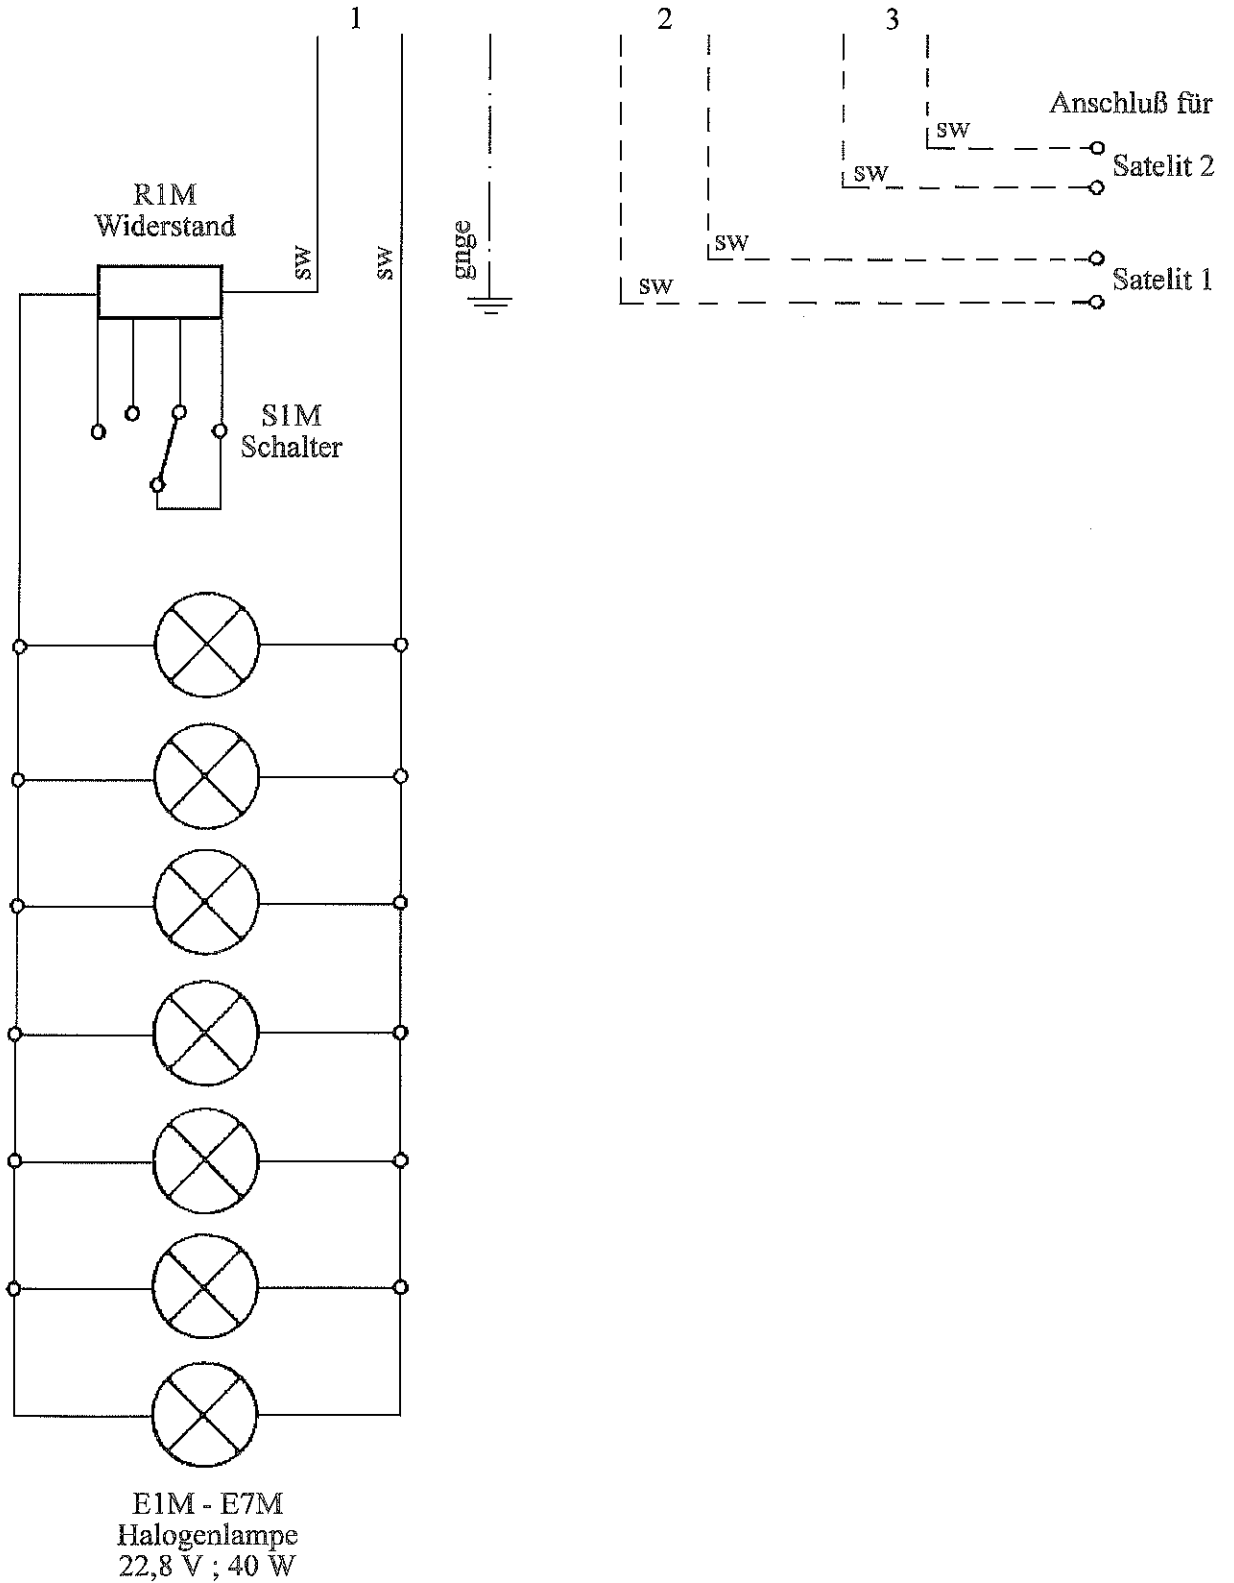 1
2
3
Anschluß für
sw
Satelit 2
sw
R1M
Widerstand
sw
sw
gnge
sw
Satelit 1
sw
S1M
Schalter
E1M - E7M
Halogenlampe
22,8 V ; 40 W